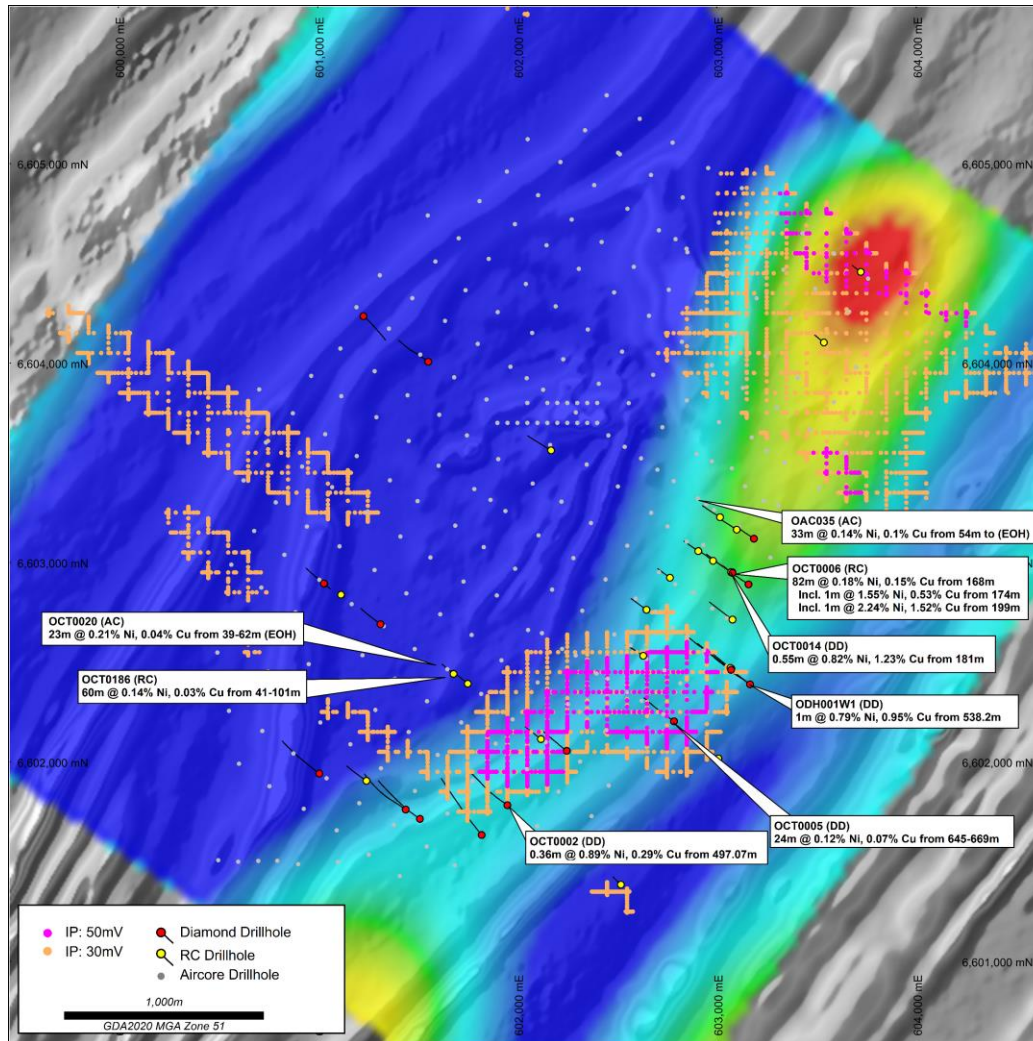 600,000 mE
601,000 mE
602,000 mE
603,000 mE
604,000 mE
6,605,000 mN
6,605,000 mN
6,604,000 mN
6,604,000 mN
OAC035 (AC)
33m @ 0.14% Ni, 0.1% Cu from 54m to (EOH)
6,603,000 mN
OCT0006 (RC)
82m @ 0.18% Ni, 0.15% Cu from 168m
Incl. 1m @ 1.55% Ni, 0.53% Cu from 174m
Incl. 1m @ 2.24% Ni, 1.52% Cu from 199m
OCT0020 (AC)
23m @ 0.21% Ni, 0.04% Cu from 39-62m (EOH)
OCT0014 (DD)
0.55m @ 0.82% Ni, 1.23% Cu from 181m
OCT0186 (RC)
60m @ 0.14% Ni, 0.03% Cu from 41-101m
ODH001W1 (DD)
1m @ 0.79% Ni, 0.95% Cu from 538.2m
6,602,000 mN
6,602,000 mN
OCT0002 (DD)
0.36m @ 0.89% Ni, 0.29% Cu from 497.07m
OCT0005 (DD)
24m @ 0.12% Ni, 0.07% Cu from 645-669m
6,601,000 mN
IP: 50mV
IP: 30mV
Diamond Drillhole
RC Drillhole
Aircore Drillhole
1,000m
GDA2020 MGA Zone 51
602,000 mE
603,000 mE
604,000 mE